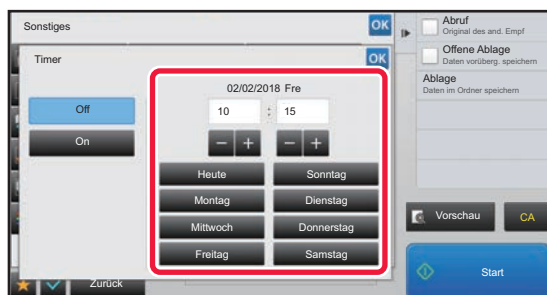 Sonstiges
OK
Timer
OK
02/02/2018 Fre
10 : 15
Off
On
Heute
Sonntag
Montag
Dienstag
Mittwoch
Donnerstag
Freitag
Samstag
Zurück
Abruf
Original des and. Empf
Offene Ablage
Daten vorüberg. speichern
Ablage
Daten im Ordner speichern
Vorschau
CA
Start